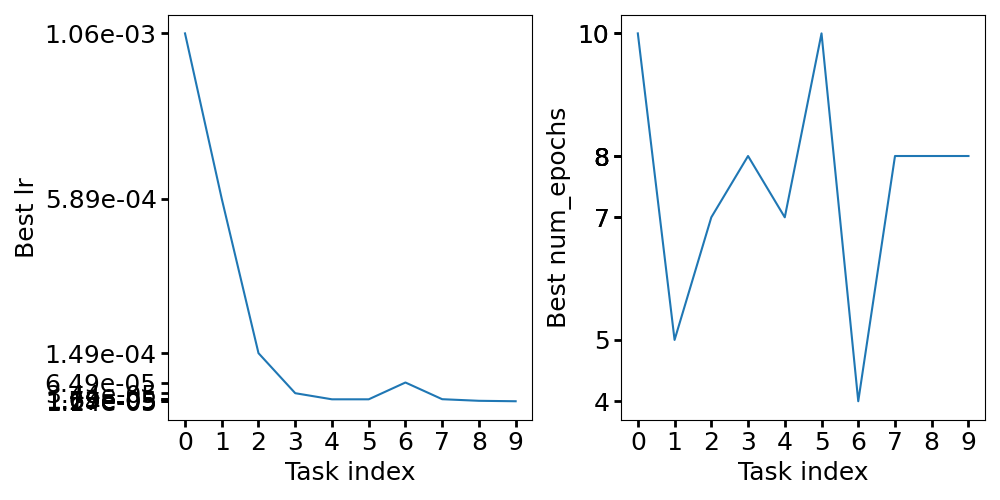 Best lr
1.06e-03
5.89e-04
1.49e-04
6.49e-05
0 1 2 3 4 5 6 7 8 9
Task index
Best num_epochs
10
8
7
5
4
0 1 2 3 4 5 6 7 8 9
Task index